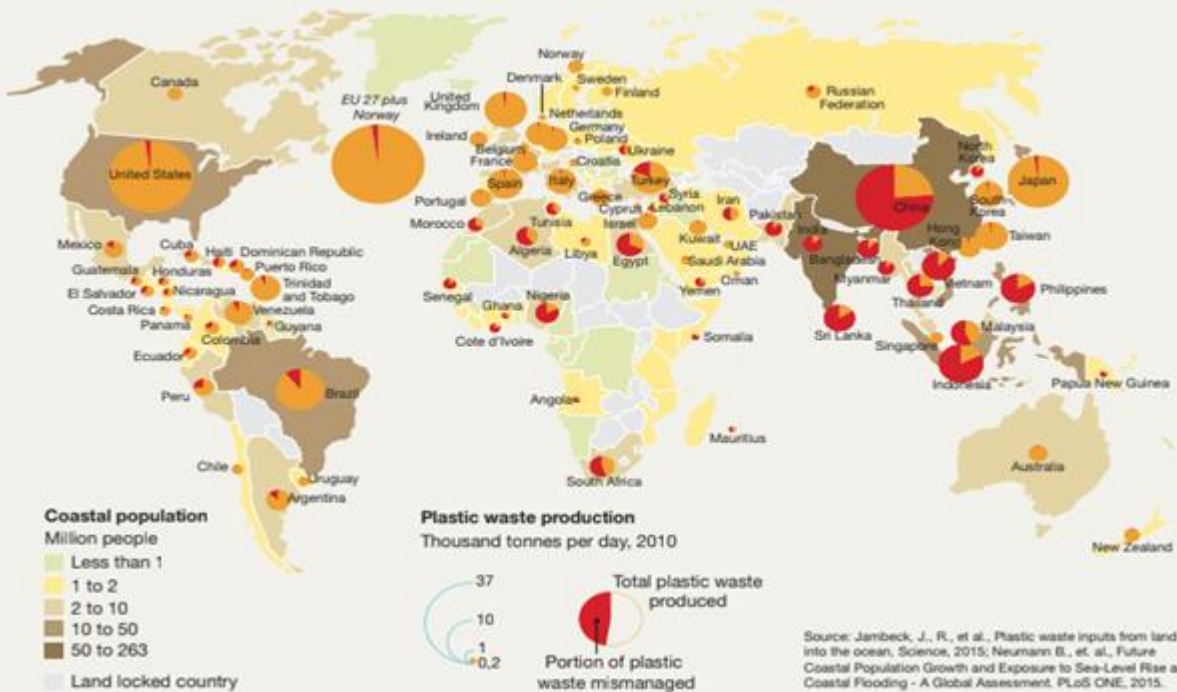 Norway
Denmark
Sweden
Finland
Canada
EU 27 plus
Norway
United
Kingdom
Netherlands
Germany
Poland
Russian
Federation
Ireland
Belgium
France
Ukraine
Croatia
North
Korea
United States
Spain
Italy
Turkey
Greece
Syria
Iran
China
Japan
South
Korea
Portugal
Cyprus
Lebanon
Israel
Pakistan
India
Hong
Kong
Taiwan
Morocco
Tunisia
Algeria
Libya
Egypt
Kuwait
UAE
Saudi Arabia
Oman
Yemen
Bangladesh
Myanmar
Vietnam
Thailand
Philippines
Mexico
Cuba
Haiti
Dominican Republic
Puerto Rico
Guatemala
Honduras
Trinidad
and Tobago
El Salvador
Nicaragua
Costa Rica
Venezuela
Panama
Guyana
Colombia
Ecuador
Senegal
Ghana
Nigeria
Cote d'Ivoire
Somalia
Sri Lanka
Malaysia
Singapore
Indonesia
Papua New Guinea
Peru
Brazil
Angola
Mauritius
Chile
Uruguay
Argentina
South Africa
Australia
New Zealand
Coastal population
Million people
Less than 1
1 to 2
2 to 10
10 to 50
50 to 263
Land locked country
Plastic waste production
Thousand tonnes per day, 2010
37
10
1
0,2
Total plastic waste
produced
Portion of plastic
waste mismanaged
Source: Jambeck, J., R., et al., Plastic waste inputs from land
into the ocean, Science, 2015; Neumann B., et. al., Future
Coastal Population Growth and Exposure to Sea-Level Rise a
Coastal Flooding - A Global Assessment. PLoS ONE, 2015.